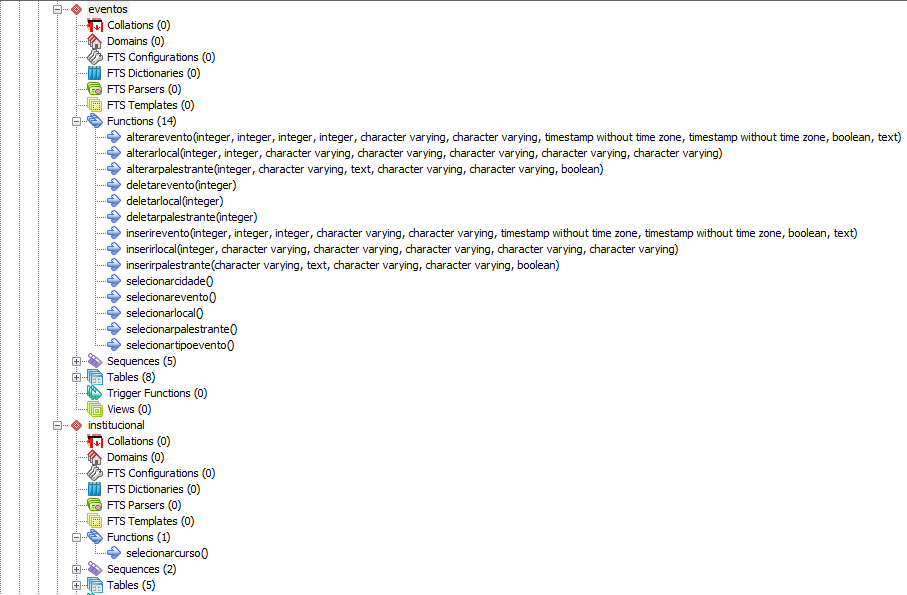 eventos
Collations (0)
Domains (0)
FTS Configurations (0)
FTS Dictionaries (0)
FTS Parsers (0)
FTS Templates (0)
Functions (14)
alterarevento(integer, integer, integer, integer, character varying, character varying, timestamp without time zone, timestamp without time zone, boolean, text)
alterarlocal(integer, integer, character varying, character varying, character varying, character varying, character varying)
alterarpalestrante(integer, character varying, text, character varying, character varying, boolean)
deletarevento(integer)
deletarlocal(integer)
deletarpalestrante(integer)
inserirevento(integer, integer, integer, character varying, character varying, timestamp without time zone, timestamp without time zone, boolean, text)
inserirlocal(integer, character varying, character varying, character varying, character varying, character varying)
inserirpalestrante(character varying, text, character varying, character varying, boolean)
selecionarcidade()
selecionarevento()
selecionarlocal()
selecionarpalestrante()
selecionartipoevento()
Sequences (5)
Tables (8)
Trigger Functions (0)
Views (0)
institucional
Collations (0)
Domains (0)
FTS Configurations (0)
FTS Dictionaries (0)
FTS Parsers (0)
FTS Templates (0)
Functions (1)
selecionarcurso()
Sequences (2)
Tables (5)